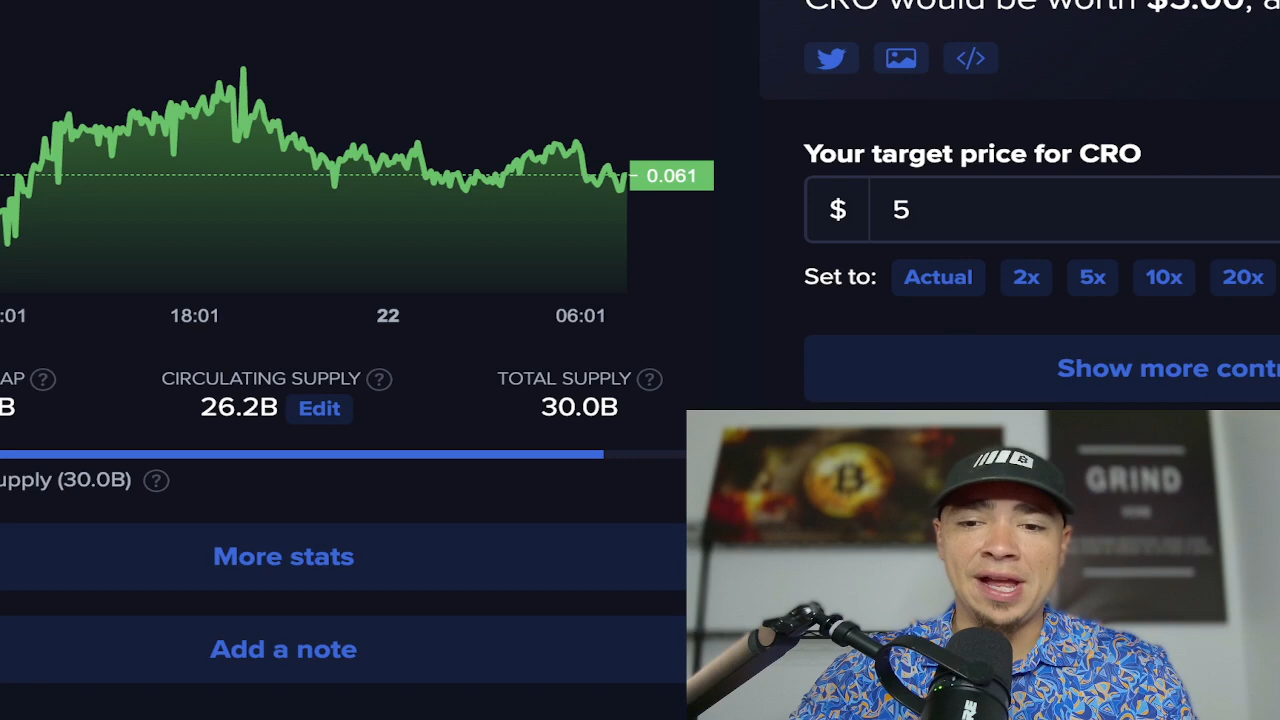 CRO would be worth $5.00, a
0.061
:01
18:01
22
06:01
Your target price for CRO
$ 5
Set to: Actual 2x 5x 10x 20x
Show more contr
AP ? CIRCULATING SUPPLY ? TOTAL SUPPLY ?
B 26.2B Edit 30.0B
upply (30.0B) ?
More stats
Add a note
GRIND